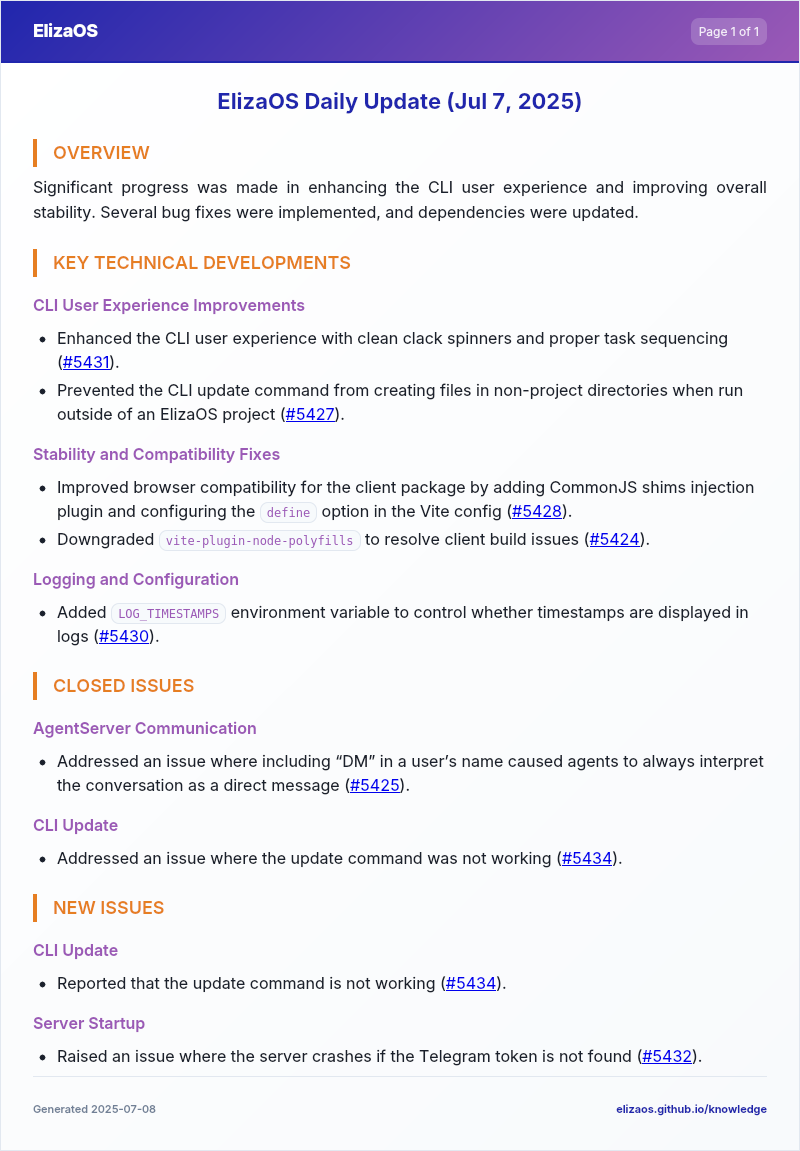 ElizaOS
Page 1 of 1
ElizaOS Daily Update (Jul 7, 2025)
OVERVIEW
Significant progress was made in enhancing the CLI user experience and improving overall
stability. Several bug fixes were implemented, and dependencies were updated.
KEY TECHNICAL DEVELOPMENTS
CLI User Experience Improvements
• Enhanced the CLI user experience with clean clack spinners and proper task sequencing
(#5431).
• Prevented the CLI update command from creating files in non-project directories when run
outside of an ElizaOS project (#5427).
Stability and Compatibility Fixes
• Improved browser compatibility for the client package by adding CommonJS shims injection
plugin and configuring the define option in the Vite config (#5428).
• Downgraded vite-plugin-node-polyfills to resolve client build issues (#5424).
Logging and Configuration
• Added LOG_TIMESTAMPS environment variable to control whether timestamps are displayed in
logs (#5430).
CLOSED ISSUES
AgentServer Communication
• Addressed an issue where including “DM” in a user’s name caused agents to always interpret
the conversation as a direct message (#5425).
CLI Update
• Addressed an issue where the update command was not working (#5434).
NEW ISSUES
CLI Update
• Reported that the update command is not working (#5434).
Server Startup
• Raised an issue where the server crashes if the Telegram token is not found (#5432).
Generated 2025-07-08
elizaos.github.io/knowledge